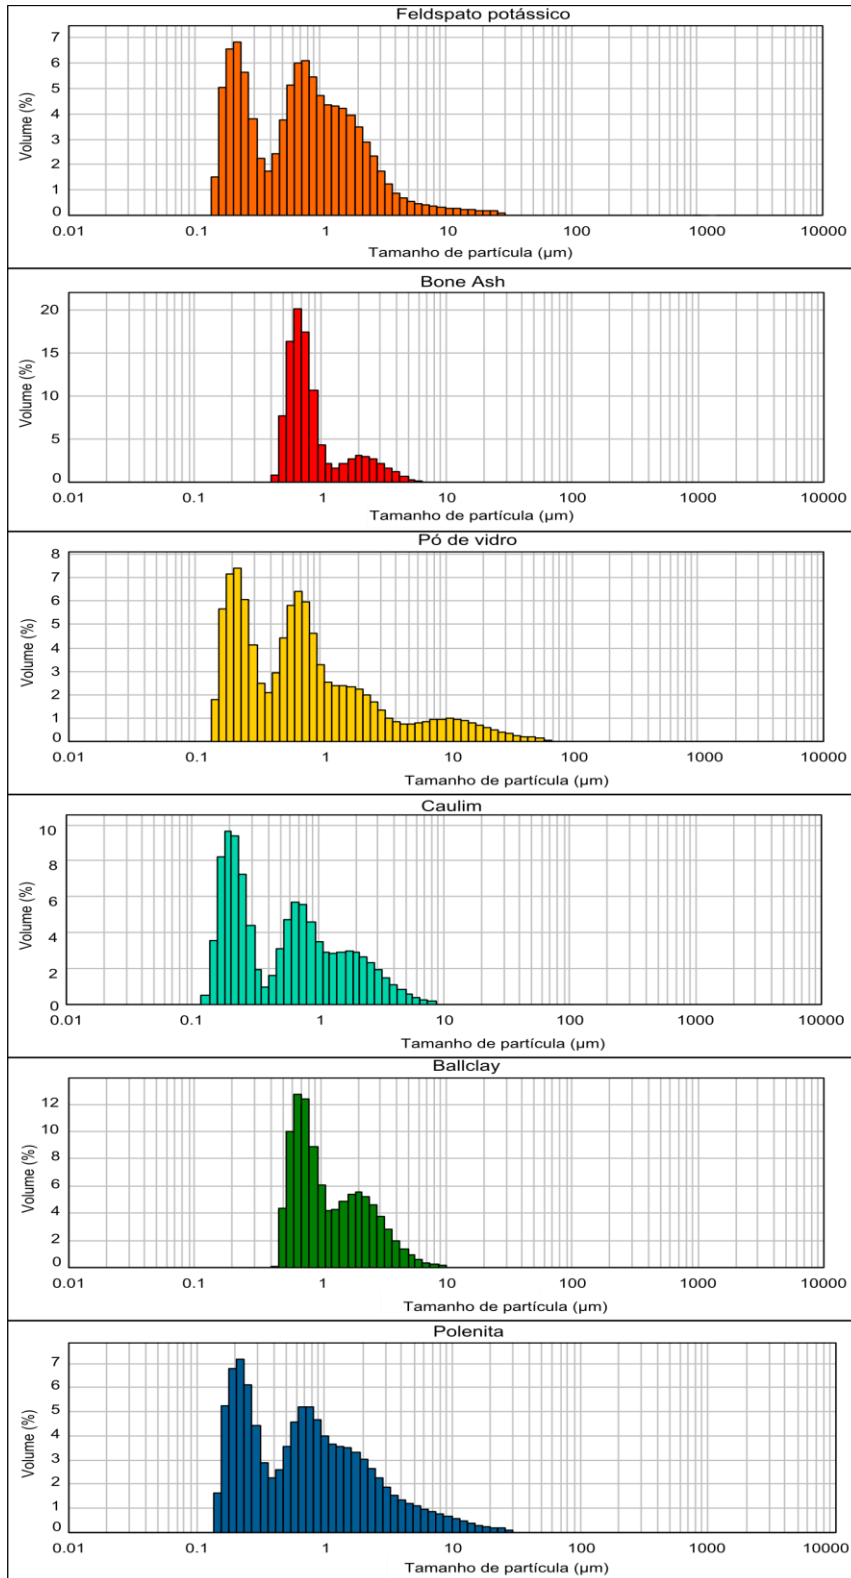 Feldspato potássico
Volume (%)
7
6
5
4
3
2
1
0
0.01 0.1 1 10 100 1000 10000
Tamanho de partícula (µm)
Bone Ash
Volume (%)
20
15
10
5
0
0.01 0.1 1 10 100 1000 10000
Tamanho de partícula (µm)
Pó de vidro
Volume (%)
8
7
6
5
4
3
2
1
0
0.01 0.1 1 10 100 1000 10000
Tamanho de partícula (µm)
Caulim
Volume (%)
10
8
6
4
2
0
0.01 0.1 1 10 100 1000 10000
Tamanho de partícula (µm)
Ballclay
Volume (%)
12
10
8
6
4
2
0
0.01 0.1 1 10 100 1000 10000
Tamanho de partícula (µm)
Polenita
Volume (%)
7
6
5
4
3
2
1
0
0.01 0.1 1 10 100 1000 10000
Tamanho de partícula (µm)